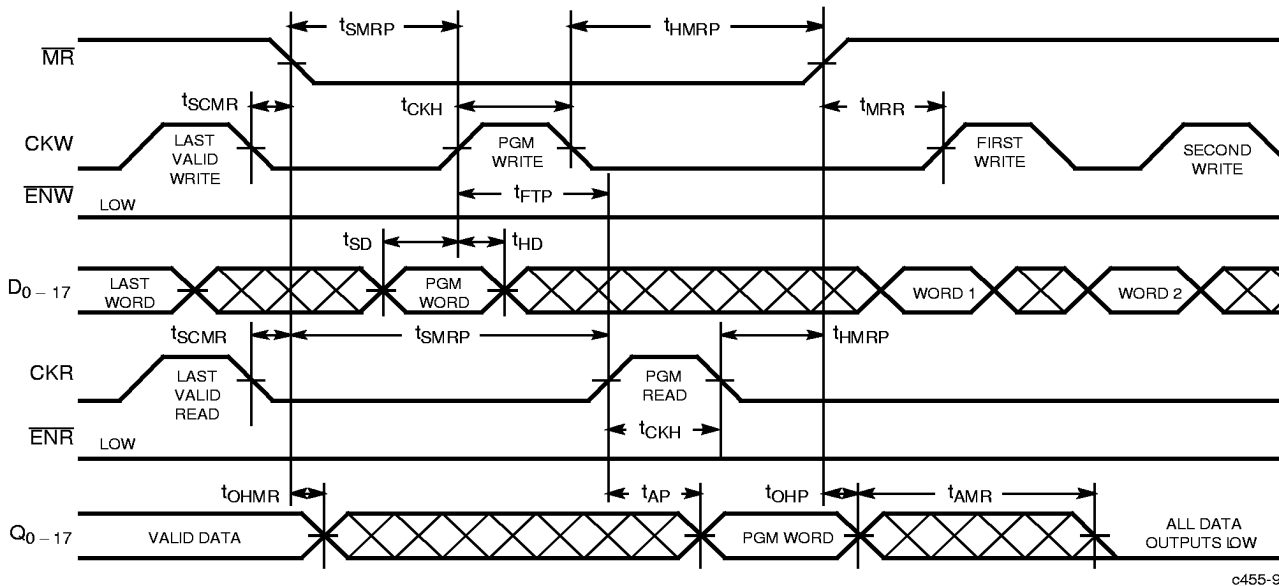 tSMRP tHMRP
MR
tSCMR tCKH tMRR
CKW LAST VALID WRITE PGM WRITE FIRST WRITE SECOND WRITE
tFTP
ENW LOW
tSD tHD
D0 – 17 LAST WORD PGM WORD WORD 1 WORD 2
tSCMR tSMRP tHMRP
CKR LAST VALID READ PGM READ
tCKH
ENR LOW
tOHMR tAP tOHP tAMR
Q0 – 17 VALID DATA PGM WORD ALL DATA OUTPUTS LOW
c455-9